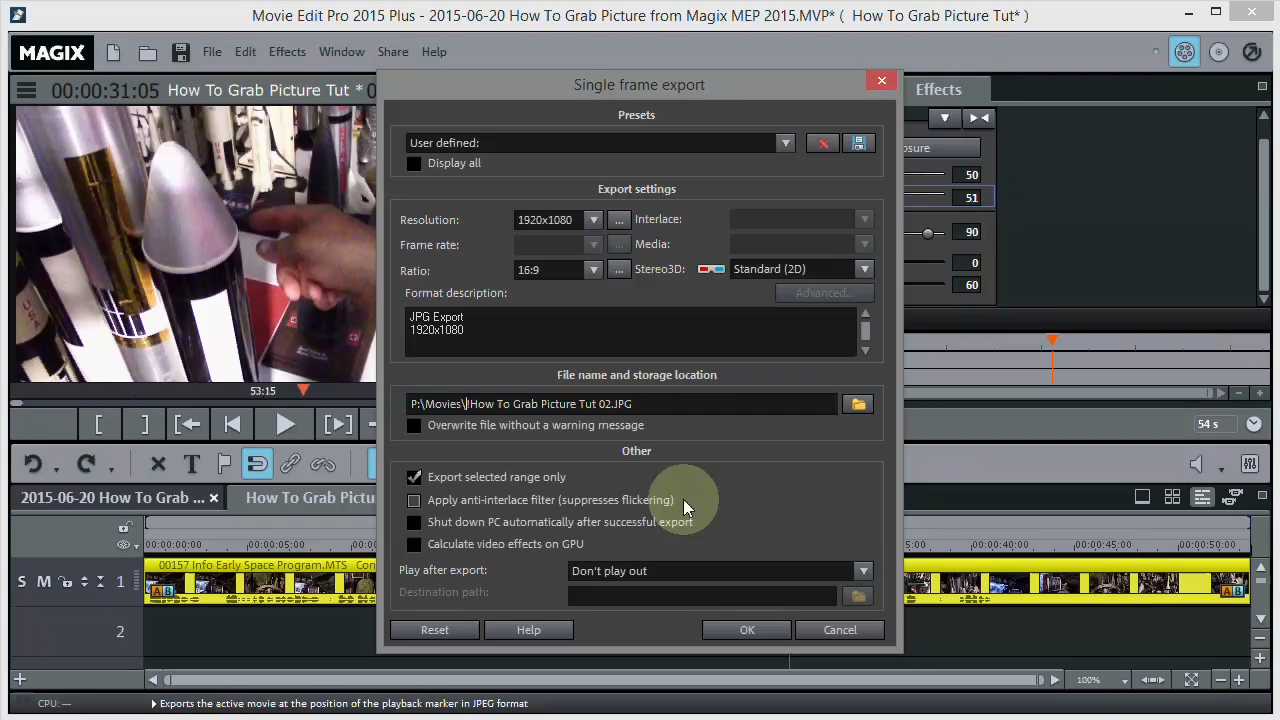 Movie Edit Pro 2015 Plus - 2015-06-20 How To Grab Picture from Magix MEP 2015.MVP* ( How To Grab Picture Tut* )
MAGIX
File Edit Effects Window Share Help
00:00:31:05 How To Grab Picture Tut *
Single frame export
Effects
Presets
User defined:
Display all
osure
50
51
90
0
60
Export settings
Resolution: 1920x1080 ... Interlace:
Frame rate: ... Media:
Ratio: 16:9 ... Stereo3D: Standard (2D)
Format description: Advanced...
JPG Export
1920x1080
USA
53:15
File name and storage location
P:\Movies\!How To Grab Picture Tut 02.JPG
Overwrite file without a warning message
54 s
Other
Export selected range only
Apply anti-interlace filter (suppresses flickering)
Shut down PC automatically after successful export
Calculate video effects on GPU
Play after export: Don't play out
Destination path:
Reset Help OK Cancel
2015-06-20 How To Grab ... × How To Grab Pictu
00:00:00:00 00:00:05:00 00:0 5:00 00:00:40:00 00:00:45:00 00:00:50:00
S M 1
00157 Info Early Space Program.MTS Con
A B
A B
2
100%
CPU: —
Exports the active movie at the position of the playback marker in JPEG format